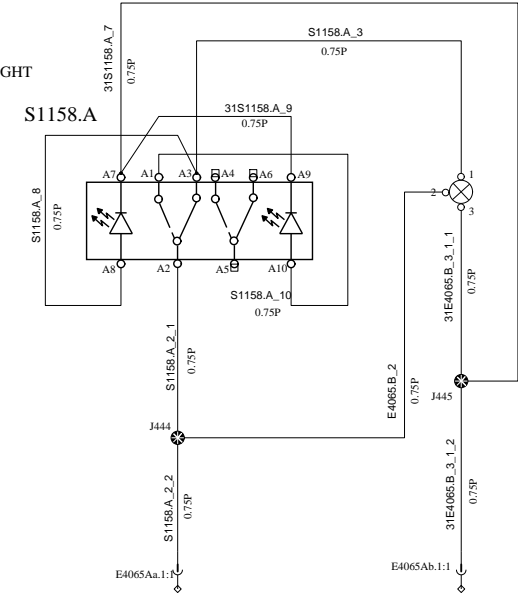 S1158.A_3
0.75P
31S1158.A_7
0.75P
GHT
S1158.A
31S1158.A_9
0.75P
A7
A1
A3
A4
A6
A9
1
2
3
S1158.A_8
0.75P
A8
A2
A5
A10
S1158.A_10
0.75P
31E4065.B_3_1_1
0.75P
S1158.A_2_1
0.75P
E4065.B_2
0.75P
J445
J444
S1158.A_2_2
0.75P
31E4065.B_3_1_2
0.75P
E4065Aa.1:1
E4065Ab.1:1